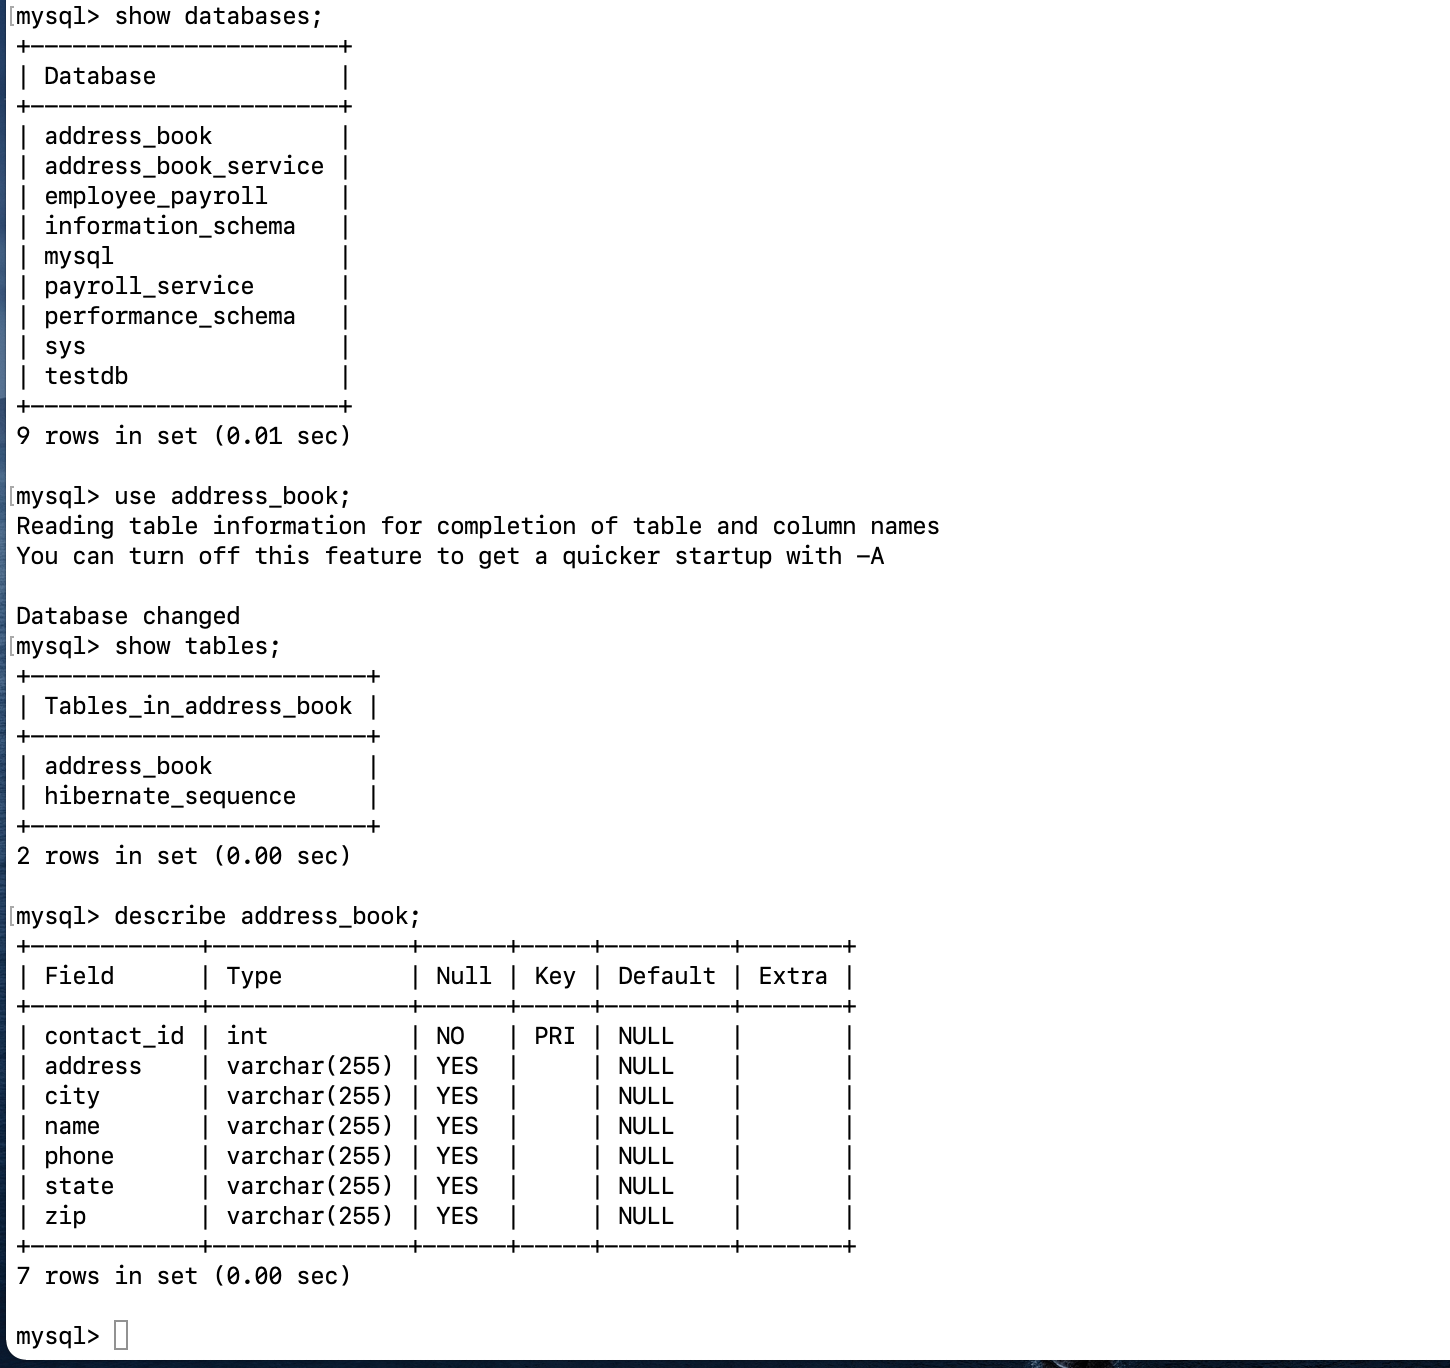 mysql> show databases;
+----------------------+
| Database             |
+----------------------+
| address_book         |
| address_book_service |
| employee_payroll     |
| information_schema   |
| mysql                |
| payroll_service      |
| performance_schema   |
| sys                  |
| testdb               |
+----------------------+
9 rows in set (0.01 sec)

mysql> use address_book;
Reading table information for completion of table and column names
You can turn off this feature to get a quicker startup with -A

Database changed
mysql> show tables;
+------------------------+
| Tables_in_address_book |
+------------------------+
| address_book           |
| hibernate_sequence     |
+------------------------+
2 rows in set (0.00 sec)

mysql> describe address_book;
+------------+--------------+------+-----+---------+-------+
| Field      | Type         | Null | Key | Default | Extra |
+------------+--------------+------+-----+---------+-------+
| contact_id | int          | NO   | PRI | NULL    |       |
| address    | varchar(255) | YES  |     | NULL    |       |
| city       | varchar(255) | YES  |     | NULL    |       |
| name       | varchar(255) | YES  |     | NULL    |       |
| phone      | varchar(255) | YES  |     | NULL    |       |
| state      | varchar(255) | YES  |     | NULL    |       |
| zip        | varchar(255) | YES  |     | NULL    |       |
+------------+--------------+------+-----+---------+-------+
7 rows in set (0.00 sec)

mysql>